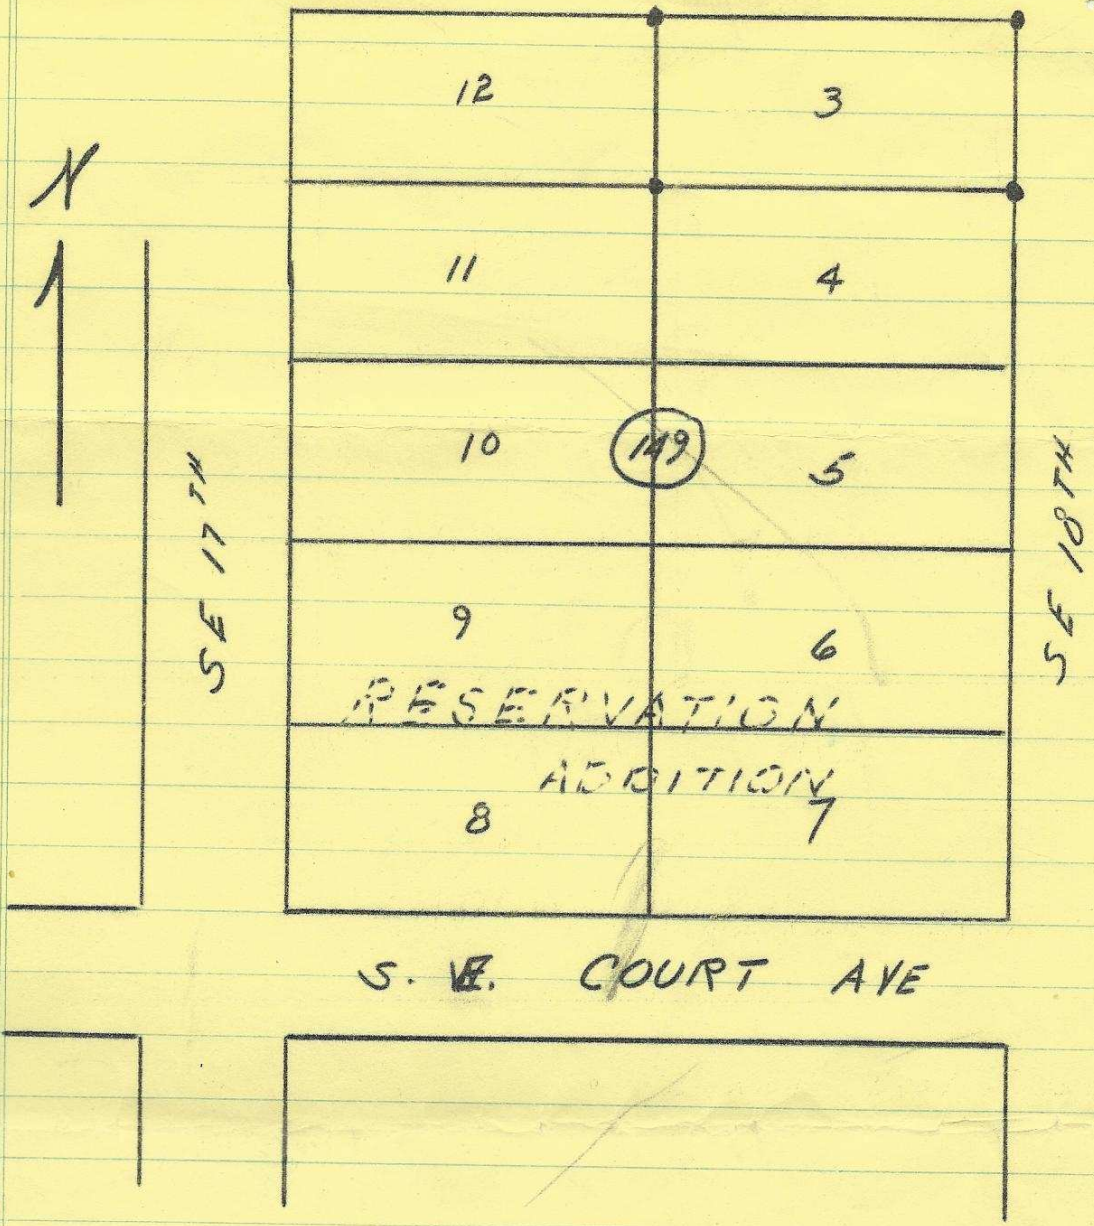 12 3
N
11 4
10 149 5
SE 17TH
SE 18TH
9 6
RESERVATION
ADDITION
8 7
S. E. COURT AVE